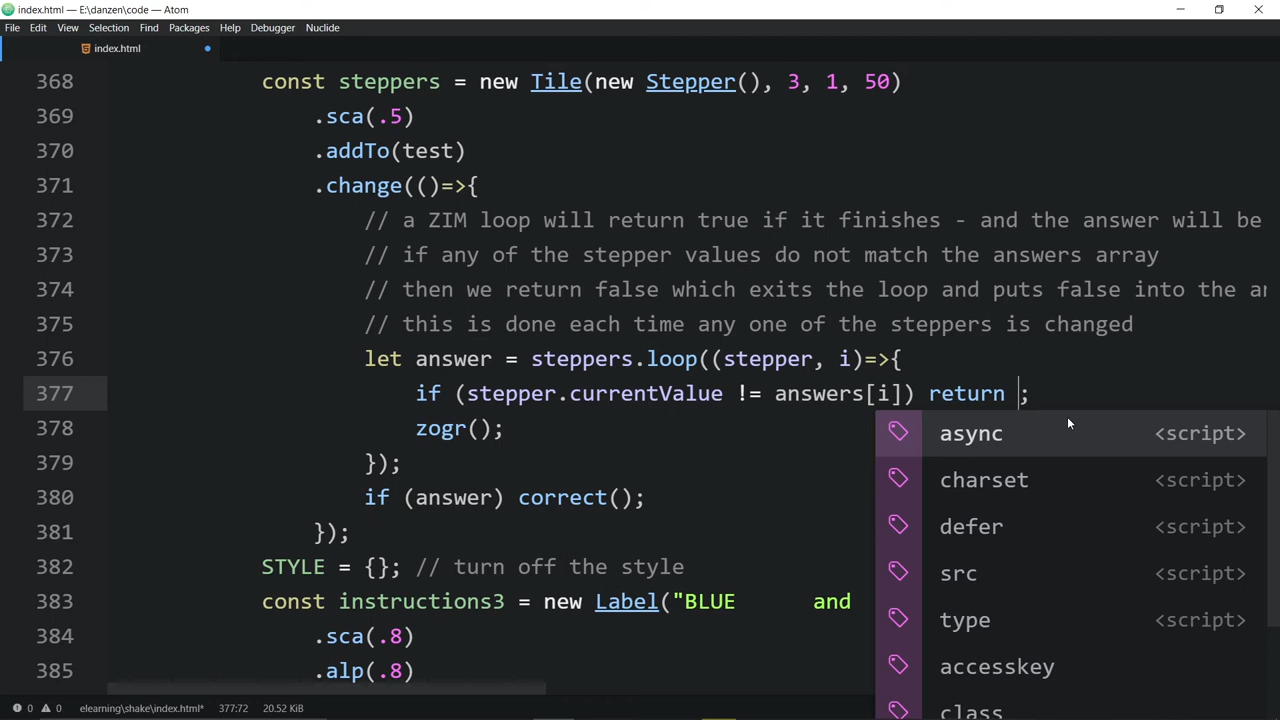 index.html — E:\danzen\code — Atom
File Edit View Selection Find Packages Help Debugger Nuclide
index.html
368 const steppers = new Tile(new Stepper(), 3, 1, 50)
369 .sca(.5)
370 .addTo(test)
371 .change(()=>{
372 // a ZIM loop will return true if it finishes - and the answer will be
373 // if any of the stepper values do not match the answers array
374 // then we return false which exits the loop and puts false into the
375 // this is done each time any one of the steppers is changed
376 let answer = steppers.loop((stepper, i)=>{
377 if (stepper.currentValue != answers[i]) return ;
378 zogr();
379 });
380 if (answer) correct();
381 });
382 STYLE = {}; // turn off the style
383 const instructions3 = new Label("BLUE and
384 .sca(.8)
385 .alp(.8)
async <script>
charset <script>
defer <script>
src <script>
type <script>
accesskey
class
0 0 elearning\shake\index.html* 377:72 20.52 KiB